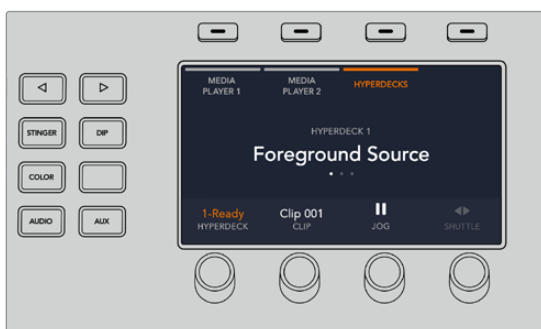 MEDIA
PLAYER 1
MEDIA
PLAYER 2
HYPERDECKS
STINGER
DIP
HYPERDECK 1
Foreground Source
COLOR
1-Ready
HYPERDECK
Clip 001
CLIP
JOG
SHUTTLE
AUDIO
AUX